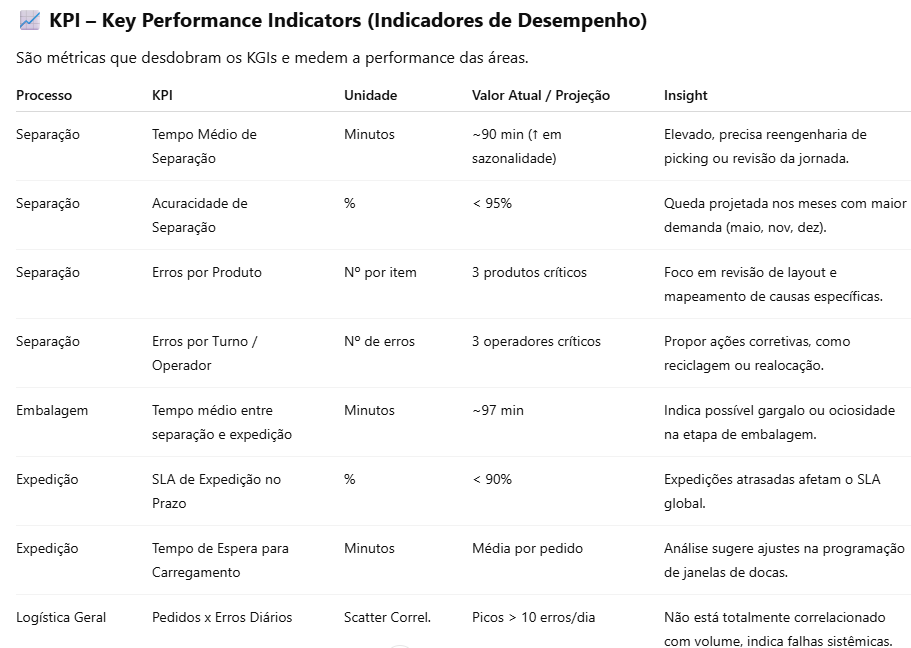 KPI – Key Performance Indicators (Indicadores de Desempenho)
São métricas que desdobram os KGIs e medem a performance das áreas.
Processo KPI Unidade Valor Atual / Projeção Insight
Separação Tempo Médio de Minutos ~90 min (↑ em Elevado, precisa reengenharia de
Separação sazonalidade) picking ou revisão da jornada.
Separação Acuracidade de % < 95% Queda projetada nos meses com maior
Separação demanda (maio, nov, dez).
Separação Erros por Produto Nº por item 3 produtos críticos Foco em revisão de layout e
mapeamento de causas específicas.
Separação Erros por Turno / Nº de erros 3 operadores críticos Propor ações corretivas, como
Operador reciclagem ou realocação.
Embalagem Tempo médio entre Minutos ~97 min Indica possível gargalo ou ociosidade
separação e expedição na etapa de embalagem.
Expedição SLA de Expedição no % < 90% Expedições atrasadas afetam o SLA
Prazo global.
Expedição Tempo de Espera para Minutos Média por pedido Análise sugere ajustes na programação
Carregamento de janelas de docas.
Logística Geral Pedidos x Erros Diários Scatter Correl. Picos > 10 erros/dia Não está totalmente correlacionado
com volume, indica falhas sistêmicas.